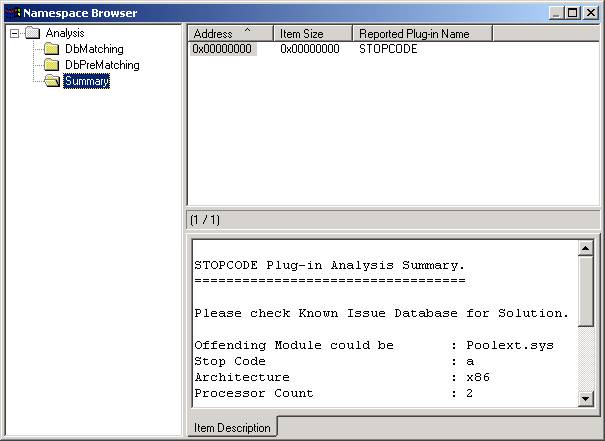 Namespace Browser
Analysis
DbMatching
DbPreMatching
Summary
Address Item Size Reported Plug-in Name
0x00000000 0x00000000 STOPCODE
(1 / 1)
STOPCODE Plug-in Analysis Summary.
==================================
Please check Known Issue Database for Solution.
Offending Module could be : Poolext.sys
Stop Code : a
Architecture : x86
Processor Count : 2
Item Description